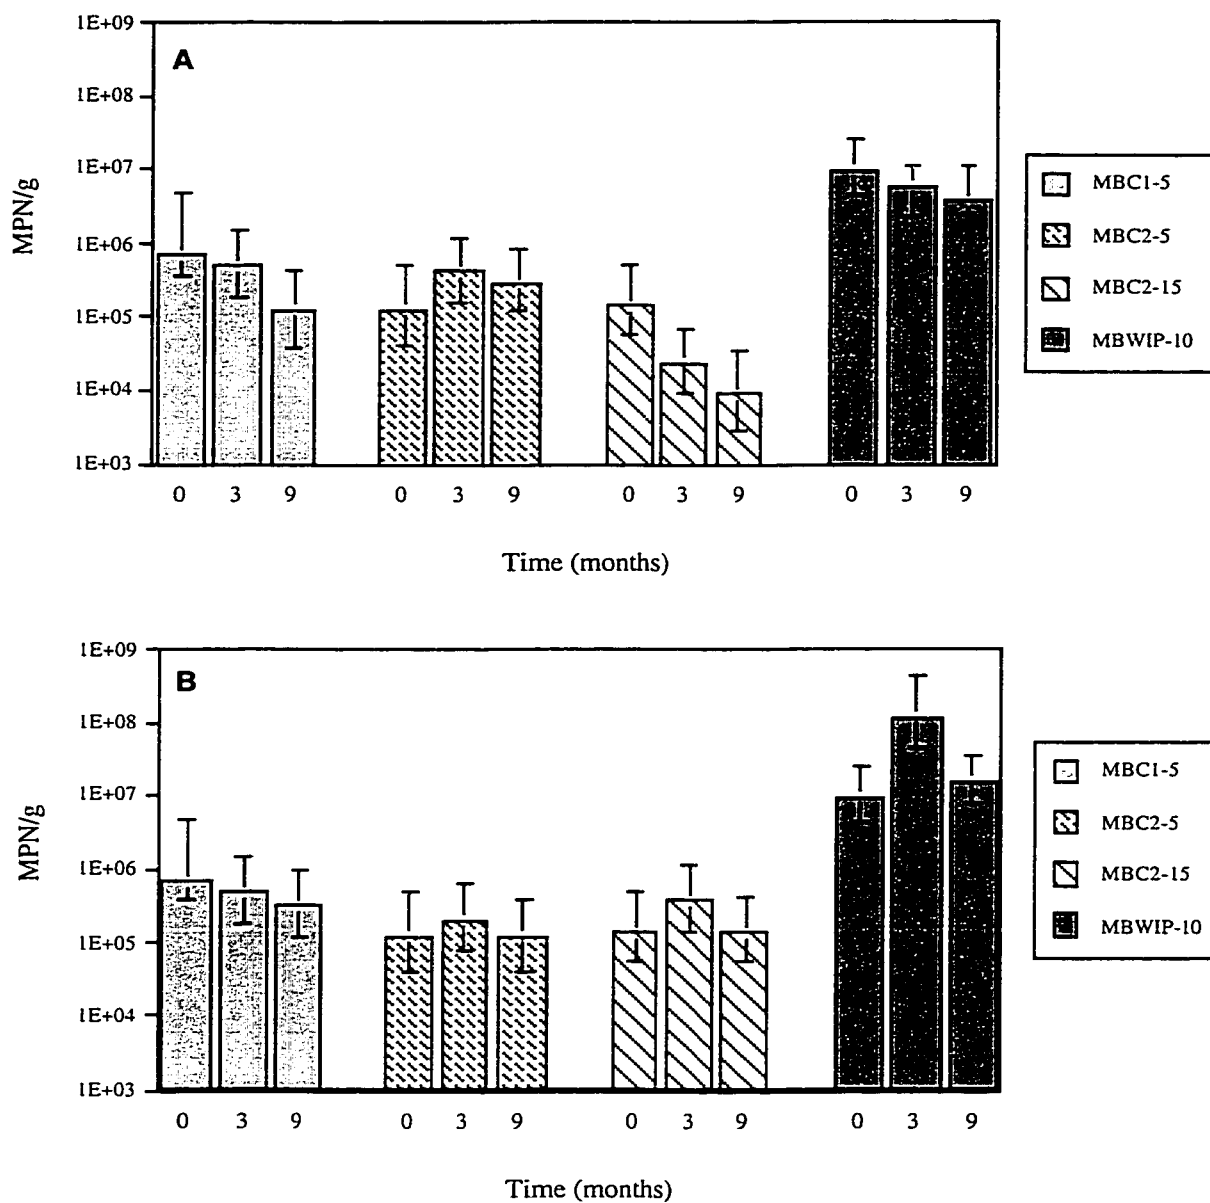 1E+09
A
1E+08
1E+07
1E+06
1E+05
1E+04
1E+03
MPN/g
0 3 9 0 3 9 0 3 9 0 3 9
Time (months)
MBC1-5
MBC2-5
MBC2-15
MBWIP-10
1E+09
B
1E+08
1E+07
1E+06
1E+05
1E+04
1E+03
MPN/g
0 3 9 0 3 9 0 3 9 0 3 9
Time (months)
MBC1-5
MBC2-5
MBC2-15
MBWIP-10